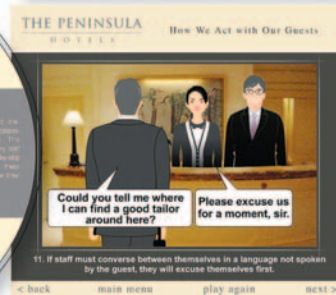 THE PENINSULA
HOTELS
How We Act with Our Guests
Could you tell me where
I can find a good tailor
around here?
Please excuse us
for a moment, sir.
11. If staff must converse between themselves in a language not spoken
by the guest, they will excuse themselves first.
< back main menu play again next >